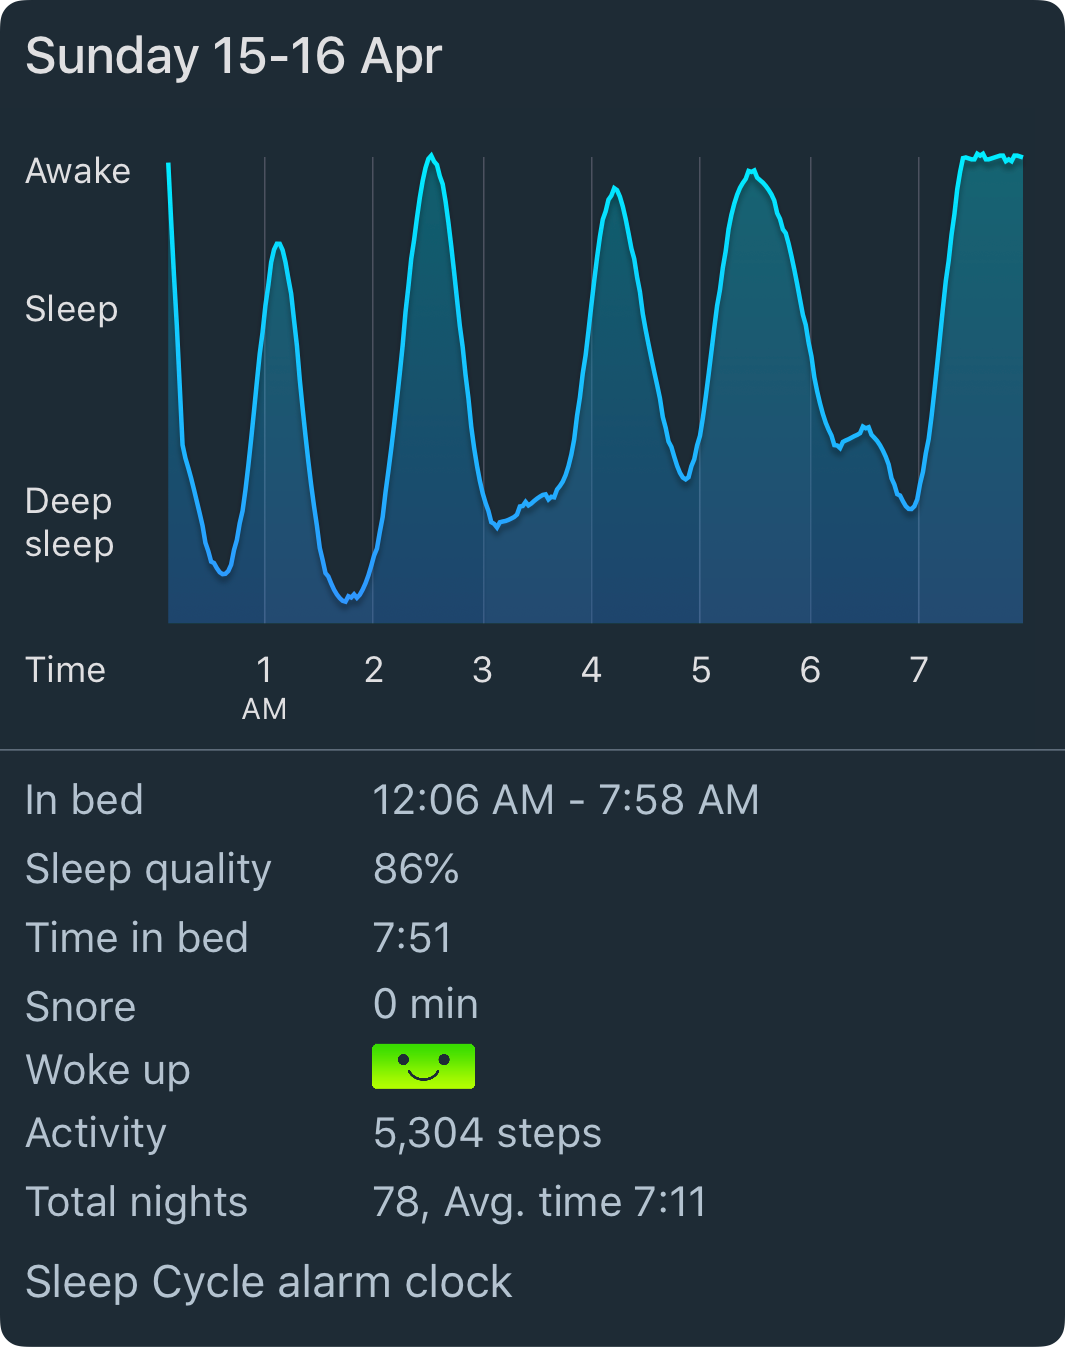 Sunday 15-16 Apr
Awake
Sleep
Deep
sleep
Time 1 2 3 4 5 6 7
AM
In bed 12:06 AM - 7:58 AM
Sleep quality 86%
Time in bed 7:51
Snore 0 min
Woke up
Activity 5,304 steps
Total nights 78, Avg. time 7:11
Sleep Cycle alarm clock